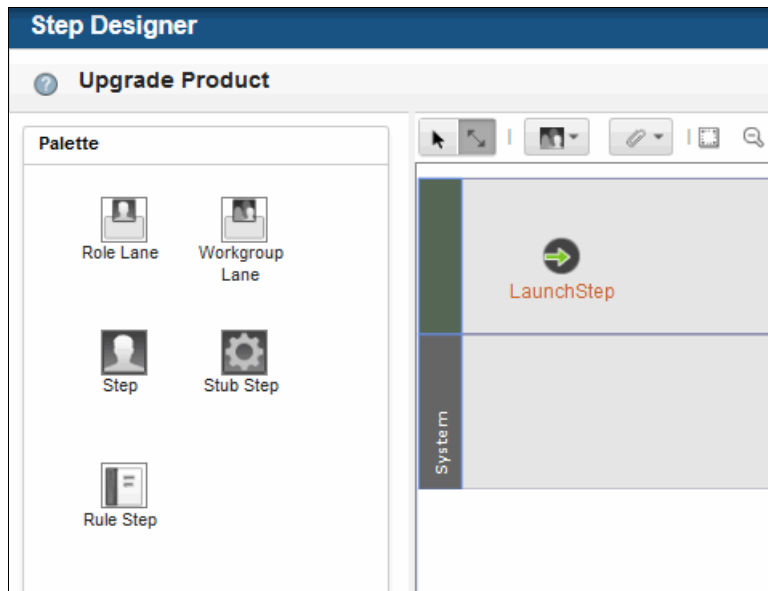 Step Designer
Upgrade Product
Palette
Role Lane
Workgroup
Lane
Step
Stub Step
Rule Step
LaunchStep
System